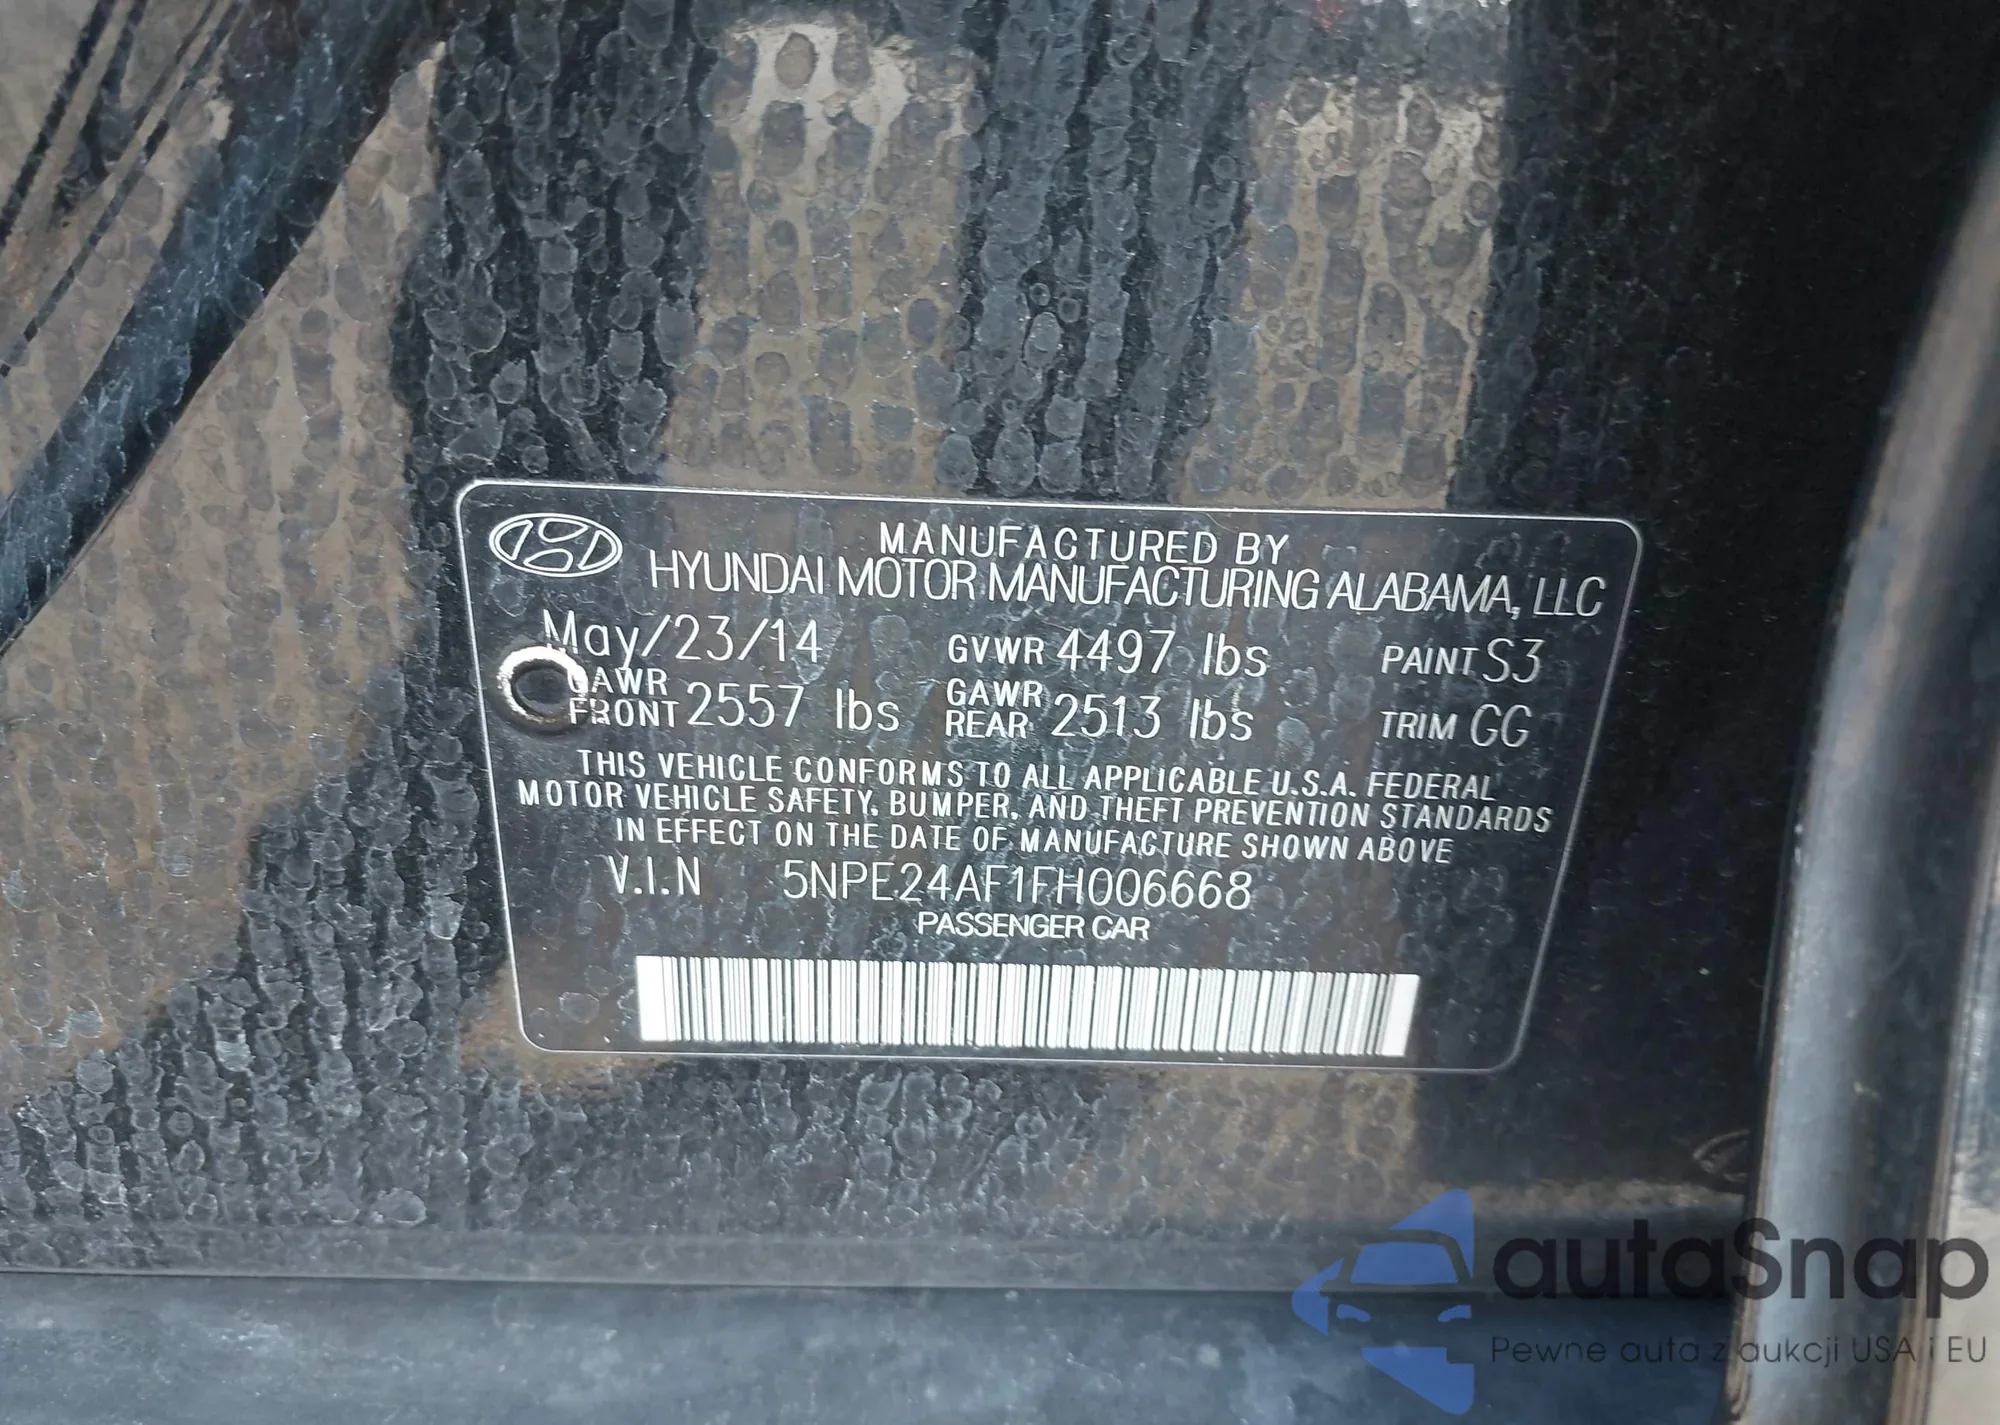 MANUFACTURED BY
HYUNDAI MOTOR MANUFACTURING ALABAMA, LLC
May/23/14 GVWR 4497 lbs PAINT S3
GAWR FRONT 2557 lbs GAWR REAR 2513 lbs TRIM GG
THIS VEHICLE CONFORMS TO ALL APPLICABLE U.S.A. FEDERAL
MOTOR VEHICLE SAFETY, BUMPER, AND THEFT PREVENTION STANDARDS
IN EFFECT ON THE DATE OF MANUFACTURE SHOWN ABOVE
V.I.N 5NPE24AF1FH006668
PASSENGER CAR
autaSnap
Pewne auta z aukcji USA i EU